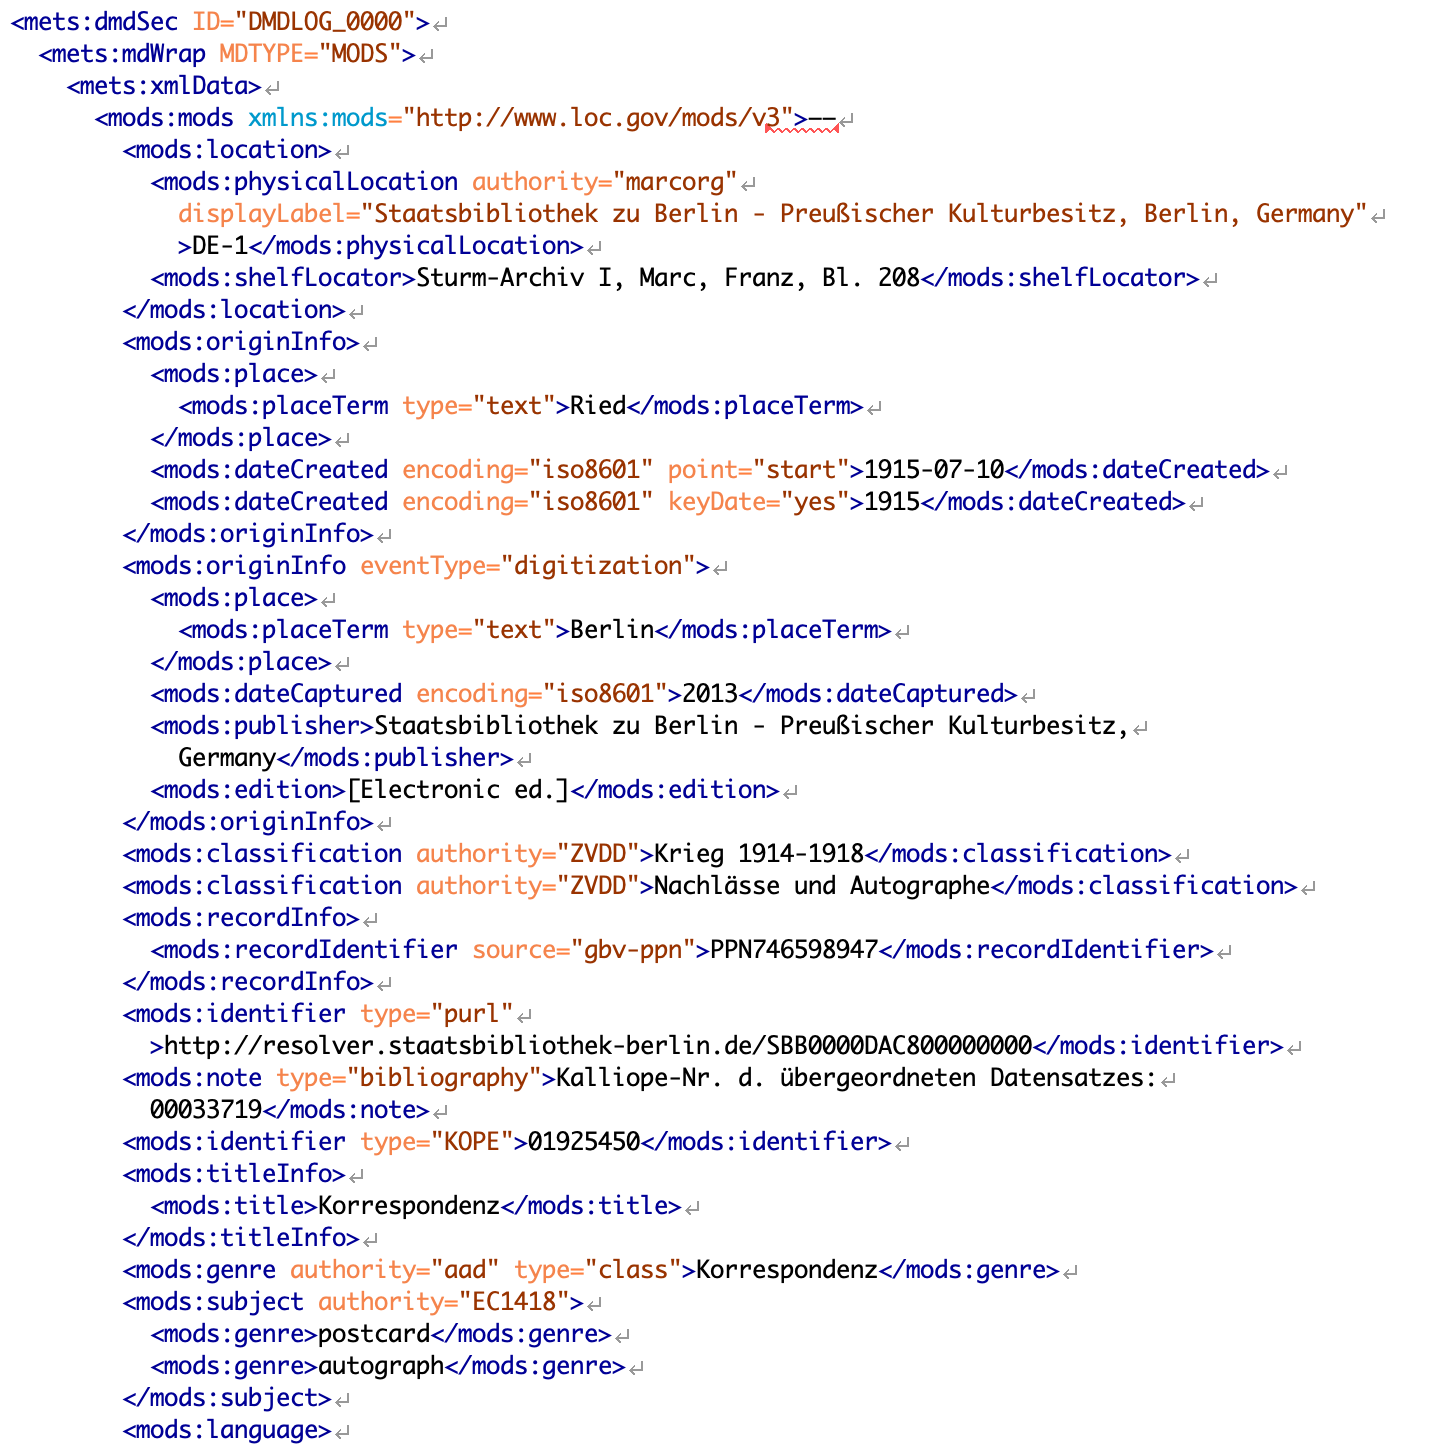 <mets:dmdSec ID="DMDLOG_0000">↵
<mets:mdWrap MDTYPE="MODS">↵
<mets:xmlData>↵
<mods:mods xmlns:mods="http://www.loc.gov/mods/v3">——↵
<mods:location>↵
<mods:physicalLocation authority="marcorg"↵
displayLabel="Staatsbibliothek zu Berlin - Preußischer Kulturbesitz, Berlin, Germany"↵
>DE-1</mods:physicalLocation>↵
<mods:shelfLocator>Sturm-Archiv I, Marc, Franz, Bl. 208</mods:shelfLocator>↵
</mods:location>↵
<mods:originInfo>↵
<mods:place>↵
<mods:placeTerm type="text">Ried</mods:placeTerm>↵
</mods:place>↵
<mods:dateCreated encoding="iso8601" point="start">1915-07-10</mods:dateCreated>↵
<mods:dateCreated encoding="iso8601" keyDate="yes">1915</mods:dateCreated>↵
</mods:originInfo>↵
<mods:originInfo eventType="digitization">↵
<mods:place>↵
<mods:placeTerm type="text">Berlin</mods:placeTerm>↵
</mods:place>↵
<mods:dateCaptured encoding="iso8601">2013</mods:dateCaptured>↵
<mods:publisher>Staatsbibliothek zu Berlin - Preußischer Kulturbesitz,↵
Germany</mods:publisher>↵
<mods:edition>[Electronic ed.]</mods:edition>↵
</mods:originInfo>↵
<mods:classification authority="ZVDD">Krieg 1914-1918</mods:classification>↵
<mods:classification authority="ZVDD">Nachlässe und Autographe</mods:classification>↵
<mods:recordInfo>↵
<mods:recordIdentifier source="gbv-ppn">PPN746598947</mods:recordIdentifier>↵
</mods:recordInfo>↵
<mods:identifier type="purl"↵
>http://resolver.staatsbibliothek-berlin.de/SBB0000DAC800000000</mods:identifier>↵
<mods:note type="bibliography">Kalliope-Nr. d. übergeordneten Datensatzes:↵
00033719</mods:note>↵
<mods:identifier type="KOPE">01925450</mods:identifier>↵
<mods:titleInfo>↵
<mods:title>Korrespondenz</mods:title>↵
</mods:titleInfo>↵
<mods:genre authority="aad" type="class">Korrespondenz</mods:genre>↵
<mods:subject authority="EC1418">↵
<mods:genre>postcard</mods:genre>↵
<mods:genre>autograph</mods:genre>↵
</mods:subject>↵
<mods:language>↵